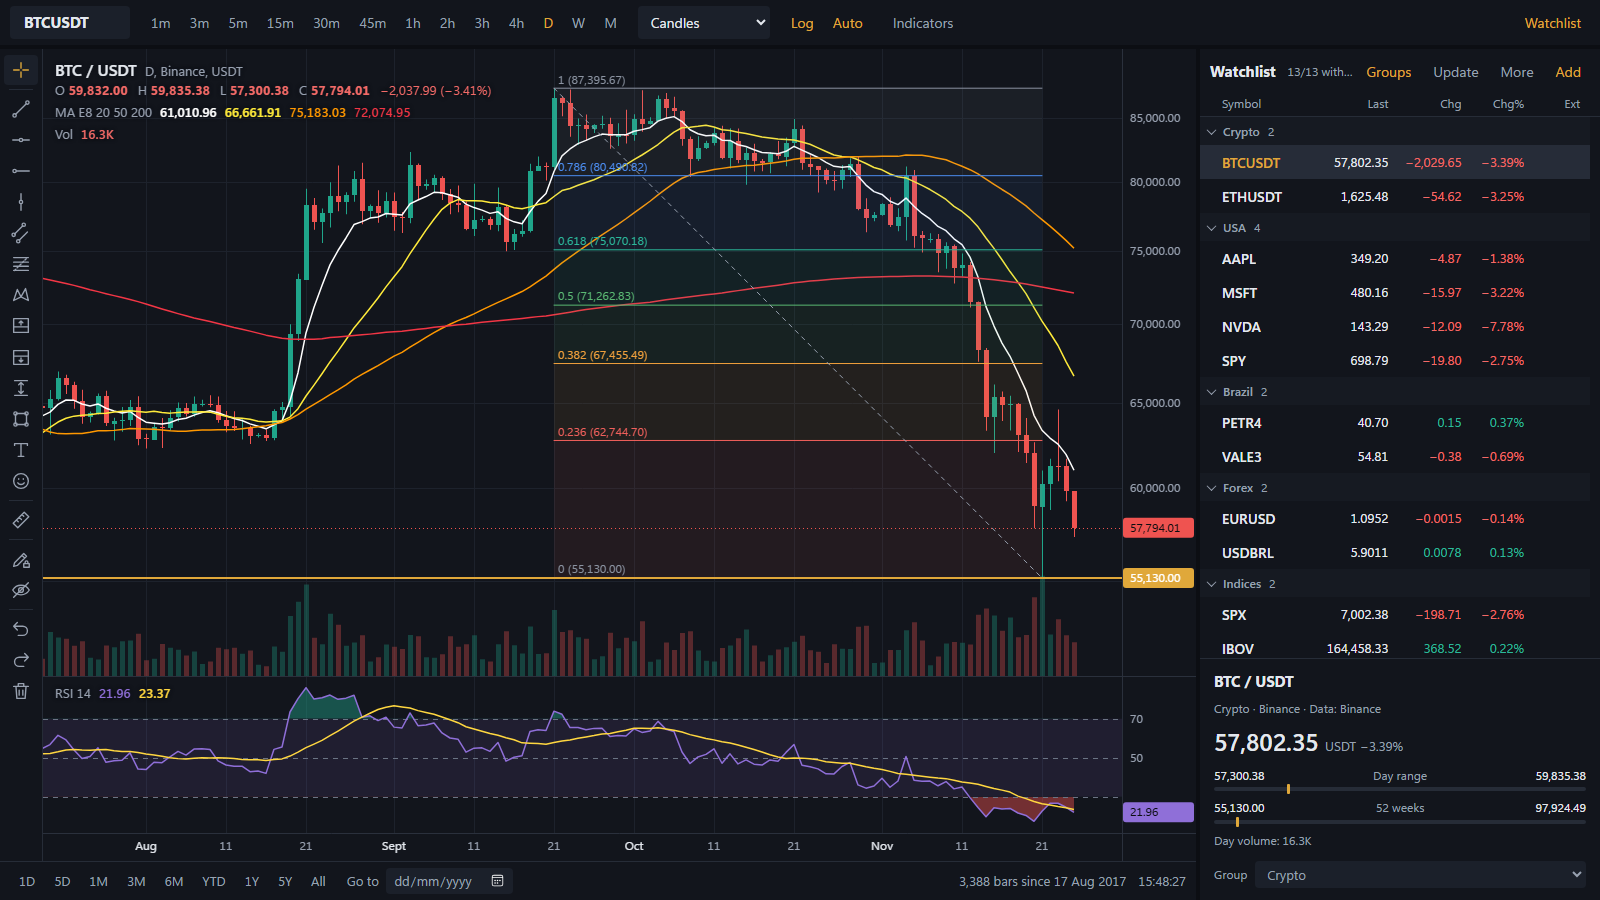 BTCUSDT 1m 3m 5m 15m 30m 45m 1h 2h 3h 4h D W M Candles Log Auto Indicators Watchlist
BTC / USDT D, Binance, USDT
O 59,832.00 H 59,835.38 L 57,300.38 C 57,794.01 −2,037.99 (−3.41%)
MA E8 20 50 200 61,010.96 66,661.91 75,183.03 72,074.95
Vol 16.3K
1 (87,395.67)
0.786 (80,490.82)
0.618 (75,070.18)
0.5 (71,262.83)
0.382 (67,455.49)
0.236 (62,744.70)
0 (55,130.00)
85,000.00
80,000.00
75,000.00
70,000.00
65,000.00
60,000.00
57,794.01
55,130.00
RSI 14 21.96 23.37
70
50
21.96
Aug 11 21 Sept 11 21 Oct 11 21 Nov 11 21
1D 5D 1M 3M 6M YTD 1Y 5Y All Go to dd/mm/yyyy 3,388 bars since 17 Aug 2017 15:48:27
Watchlist 13/13 with... Groups Update More Add
Symbol Last Chg Chg% Ext
Crypto 2
BTCUSDT 57,802.35 −2,029.65 −3.39%
ETHUSDT 1,625.48 −54.62 −3.25%
USA 4
AAPL 349.20 −4.87 −1.38%
MSFT 480.16 −15.97 −3.22%
NVDA 143.29 −12.09 −7.78%
SPY 698.79 −19.80 −2.75%
Brazil 2
PETR4 40.70 0.15 0.37%
VALE3 54.81 −0.38 −0.69%
Forex 2
EURUSD 1.0952 −0.0015 −0.14%
USDBRL 5.9011 0.0078 0.13%
Indices 2
SPX 7,002.38 −198.71 −2.76%
IBOV 164,458.33 368.52 0.22%
BTC / USDT
Crypto · Binance · Data: Binance
57,802.35 USDT −3.39%
57,300.38 Day range 59,835.38
55,130.00 52 weeks 97,924.49
Day volume: 16.3K
Group Crypto